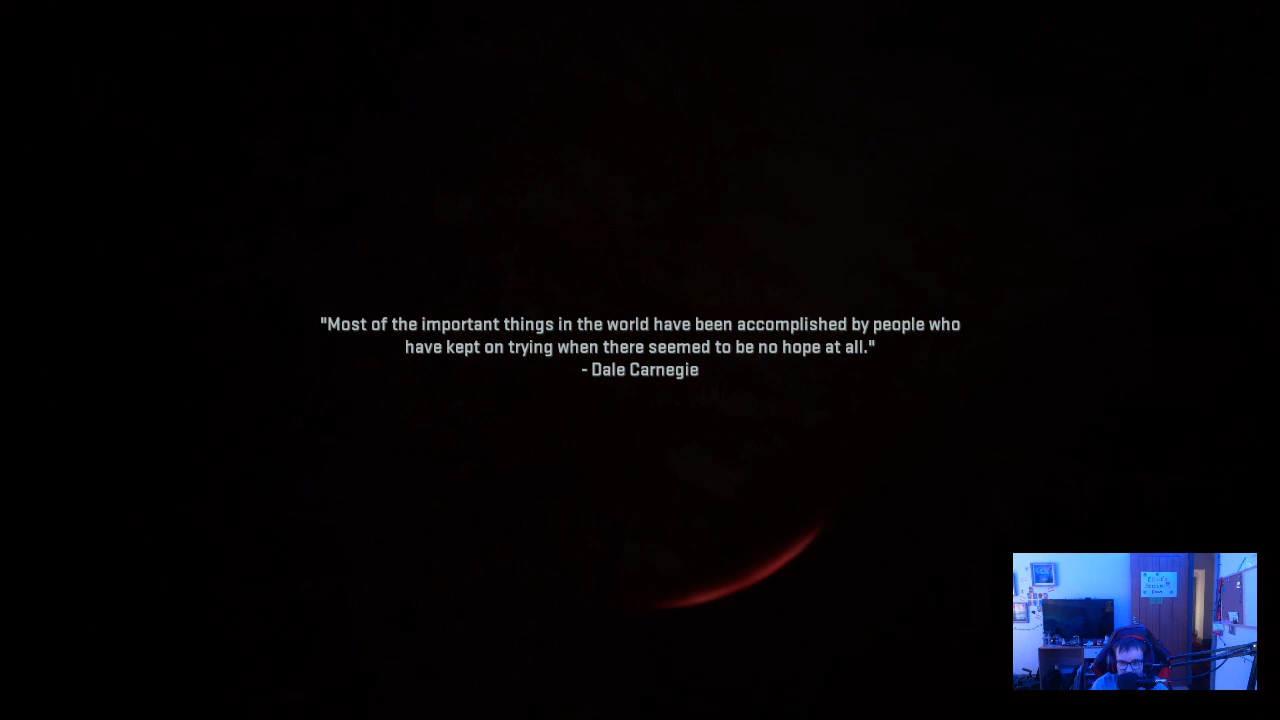 "Most of the important things in the world have been accomplished by people who
have kept on trying when there seemed to be no hope at all."
- Dale Carnegie